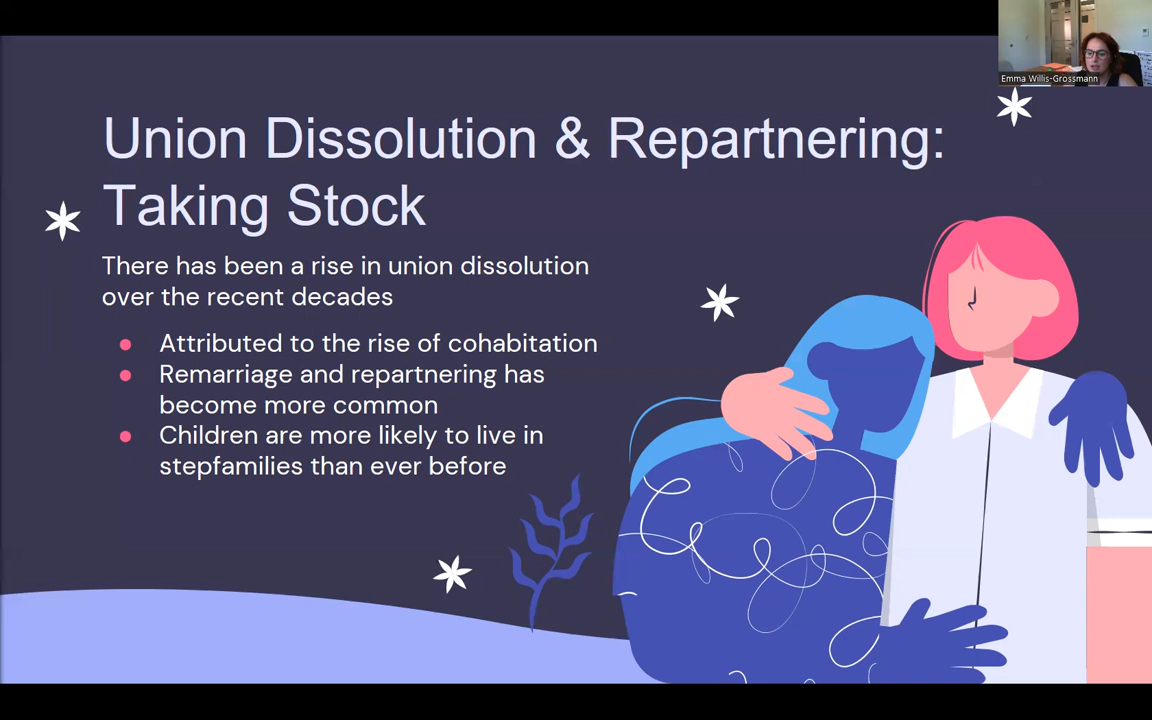 Emma Willis-Grossmann
Union Dissolution & Repartnering:
Taking Stock
There has been a rise in union dissolution
over the recent decades
● Attributed to the rise of cohabitation
● Remarriage and repartnering has
become more common
● Children are more likely to live in
stepfamilies than ever before